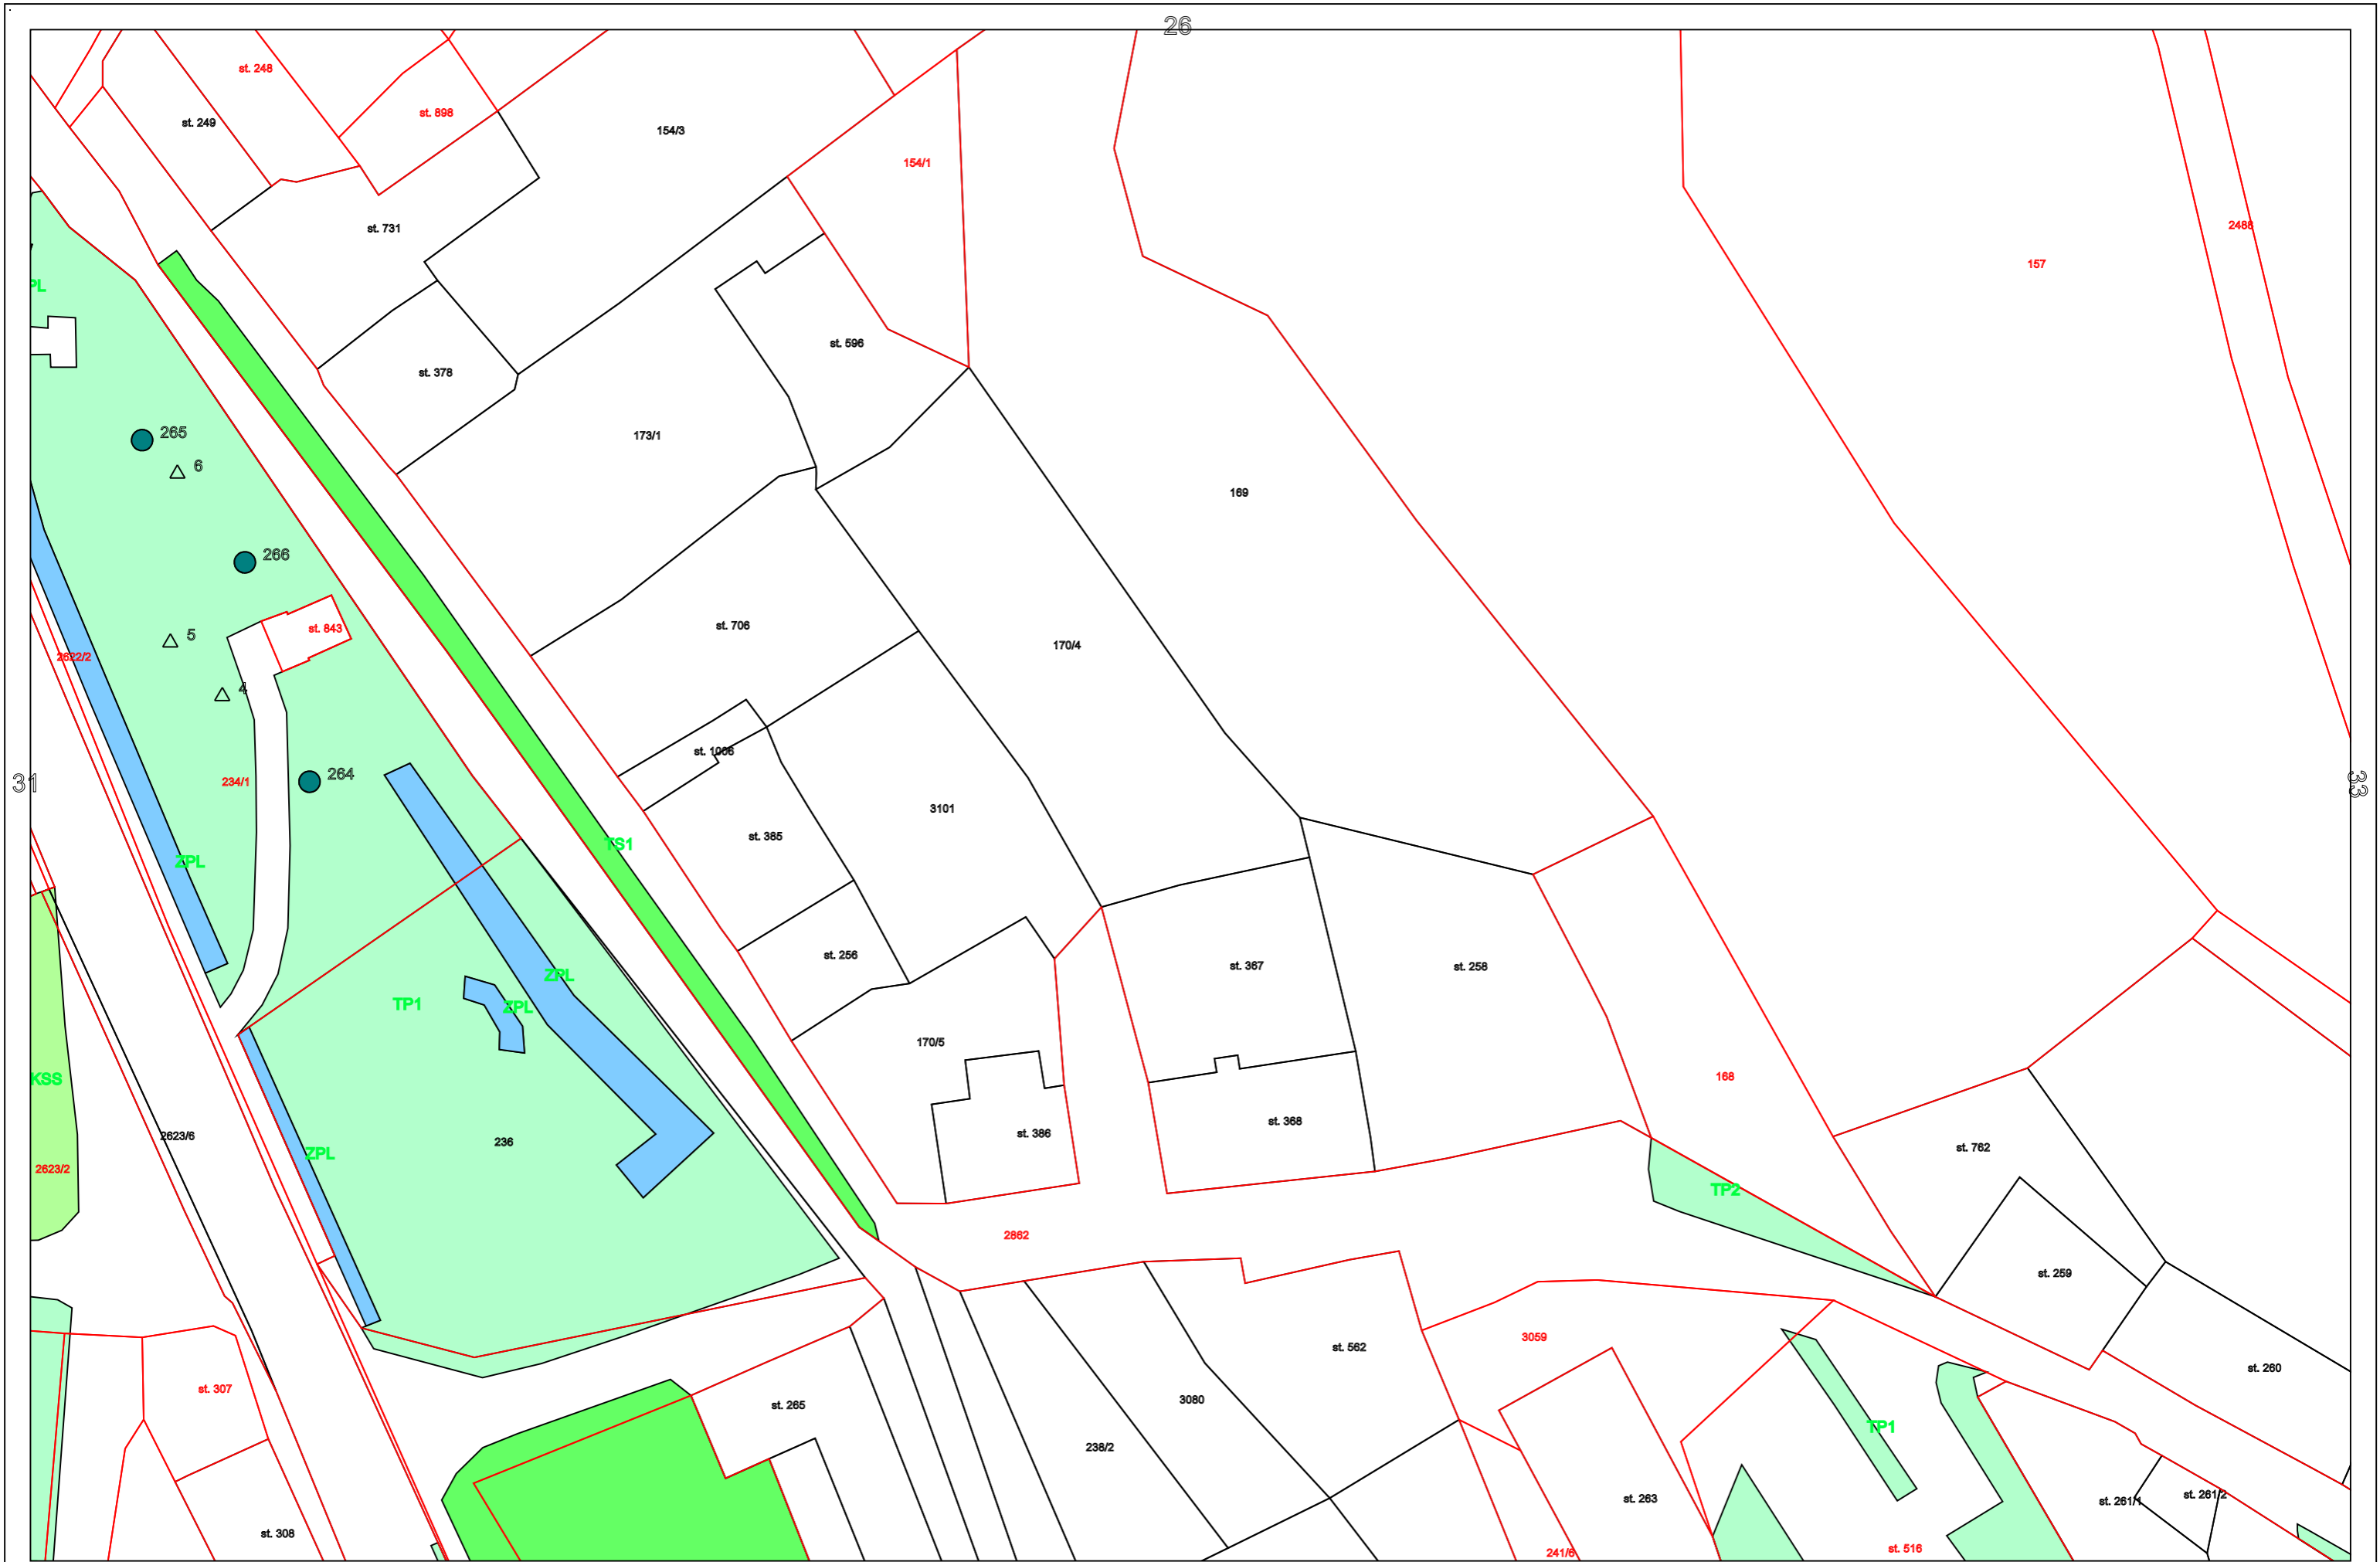 26
st. 248
st. 898
st. 249
154/3
154/1
st. 731
2488
157
PL
st. 596
st. 378
265
173/1
6
169
266
st. 706
st. 843
5
170/4
2622/2
4
st. 1066
31
234/1
264
33
3101
st. 385
TS1
ZPL
st. 256
st. 367
st. 258
ZPL
TP1
ZPL
170/5
KSS
168
st. 368
st. 386
2623/6
236
ZPL
st. 762
2623/2
TP2
2862
st. 259
3059
st. 562
st. 260
st. 307
3080
st. 265
TP1
238/2
st. 263
st. 261/1
st. 261/2
st. 308
241/6
st. 516